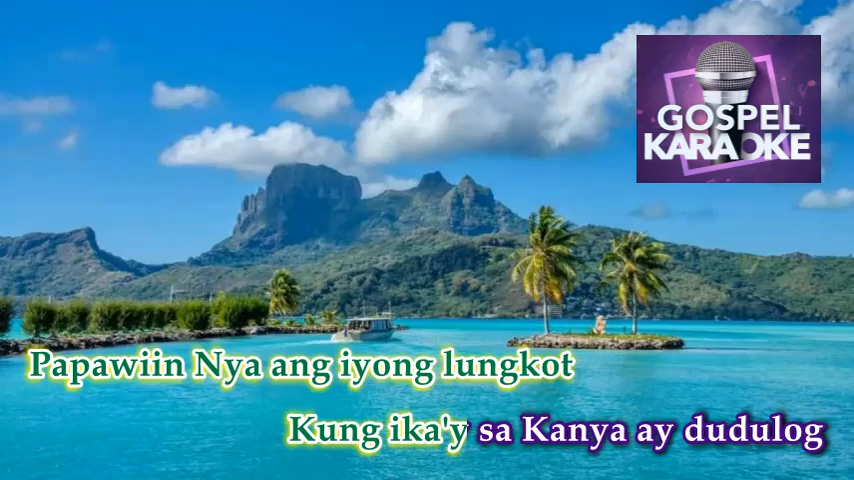 GOSPEL
KARAOKE
Papawiin Nya ang iyong lungkot
Kung ika'y sa Kanya ay dudulog